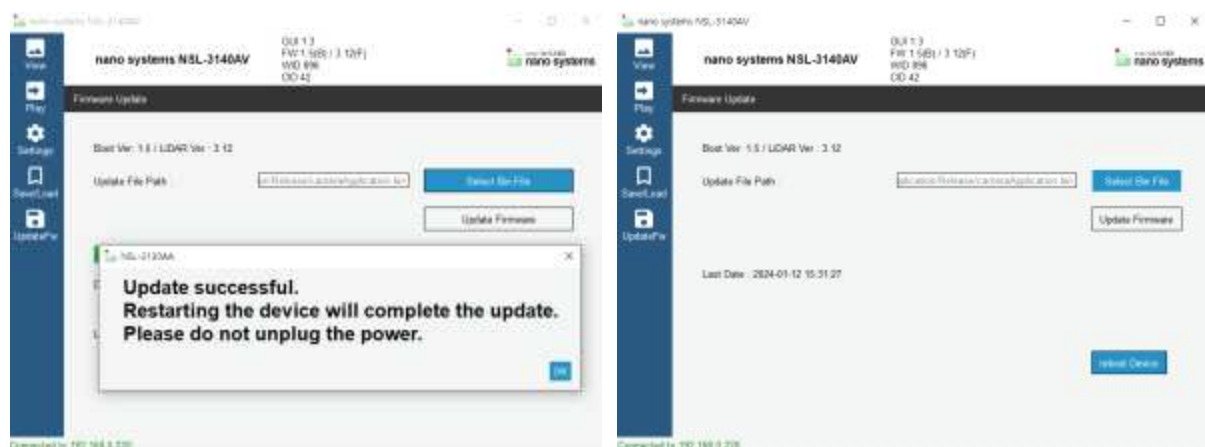 nano systems NSL-3140AV
View
Play
Settings
Save/Load
UpdateFw
nano systems NSL-3140AV
GUI 1.3
FW 1.5(B) / 3.12(F)
WID 896
CID 42
nano systems
Firmware Update
Boot Ver : 1.5 / LiDAR Ver : 3.12
Update File Path :
Select Bin File
Update Firmware
Update successful.
Restarting the device will complete the update.
Please do not unplug the power.
OK
nano systems NSL-3140AV
View
Play
Settings
Save/Load
UpdateFw
nano systems NSL-3140AV
GUI 1.3
FW 1.5(B) / 3.12(F)
WID 896
CID 42
nano systems
Firmware Update
Boot Ver : 1.5 / LiDAR Ver : 3.12
Update File Path :
Select Bin File
Update Firmware
Last Date : 2024-01-12 15:31:27
reboot Device